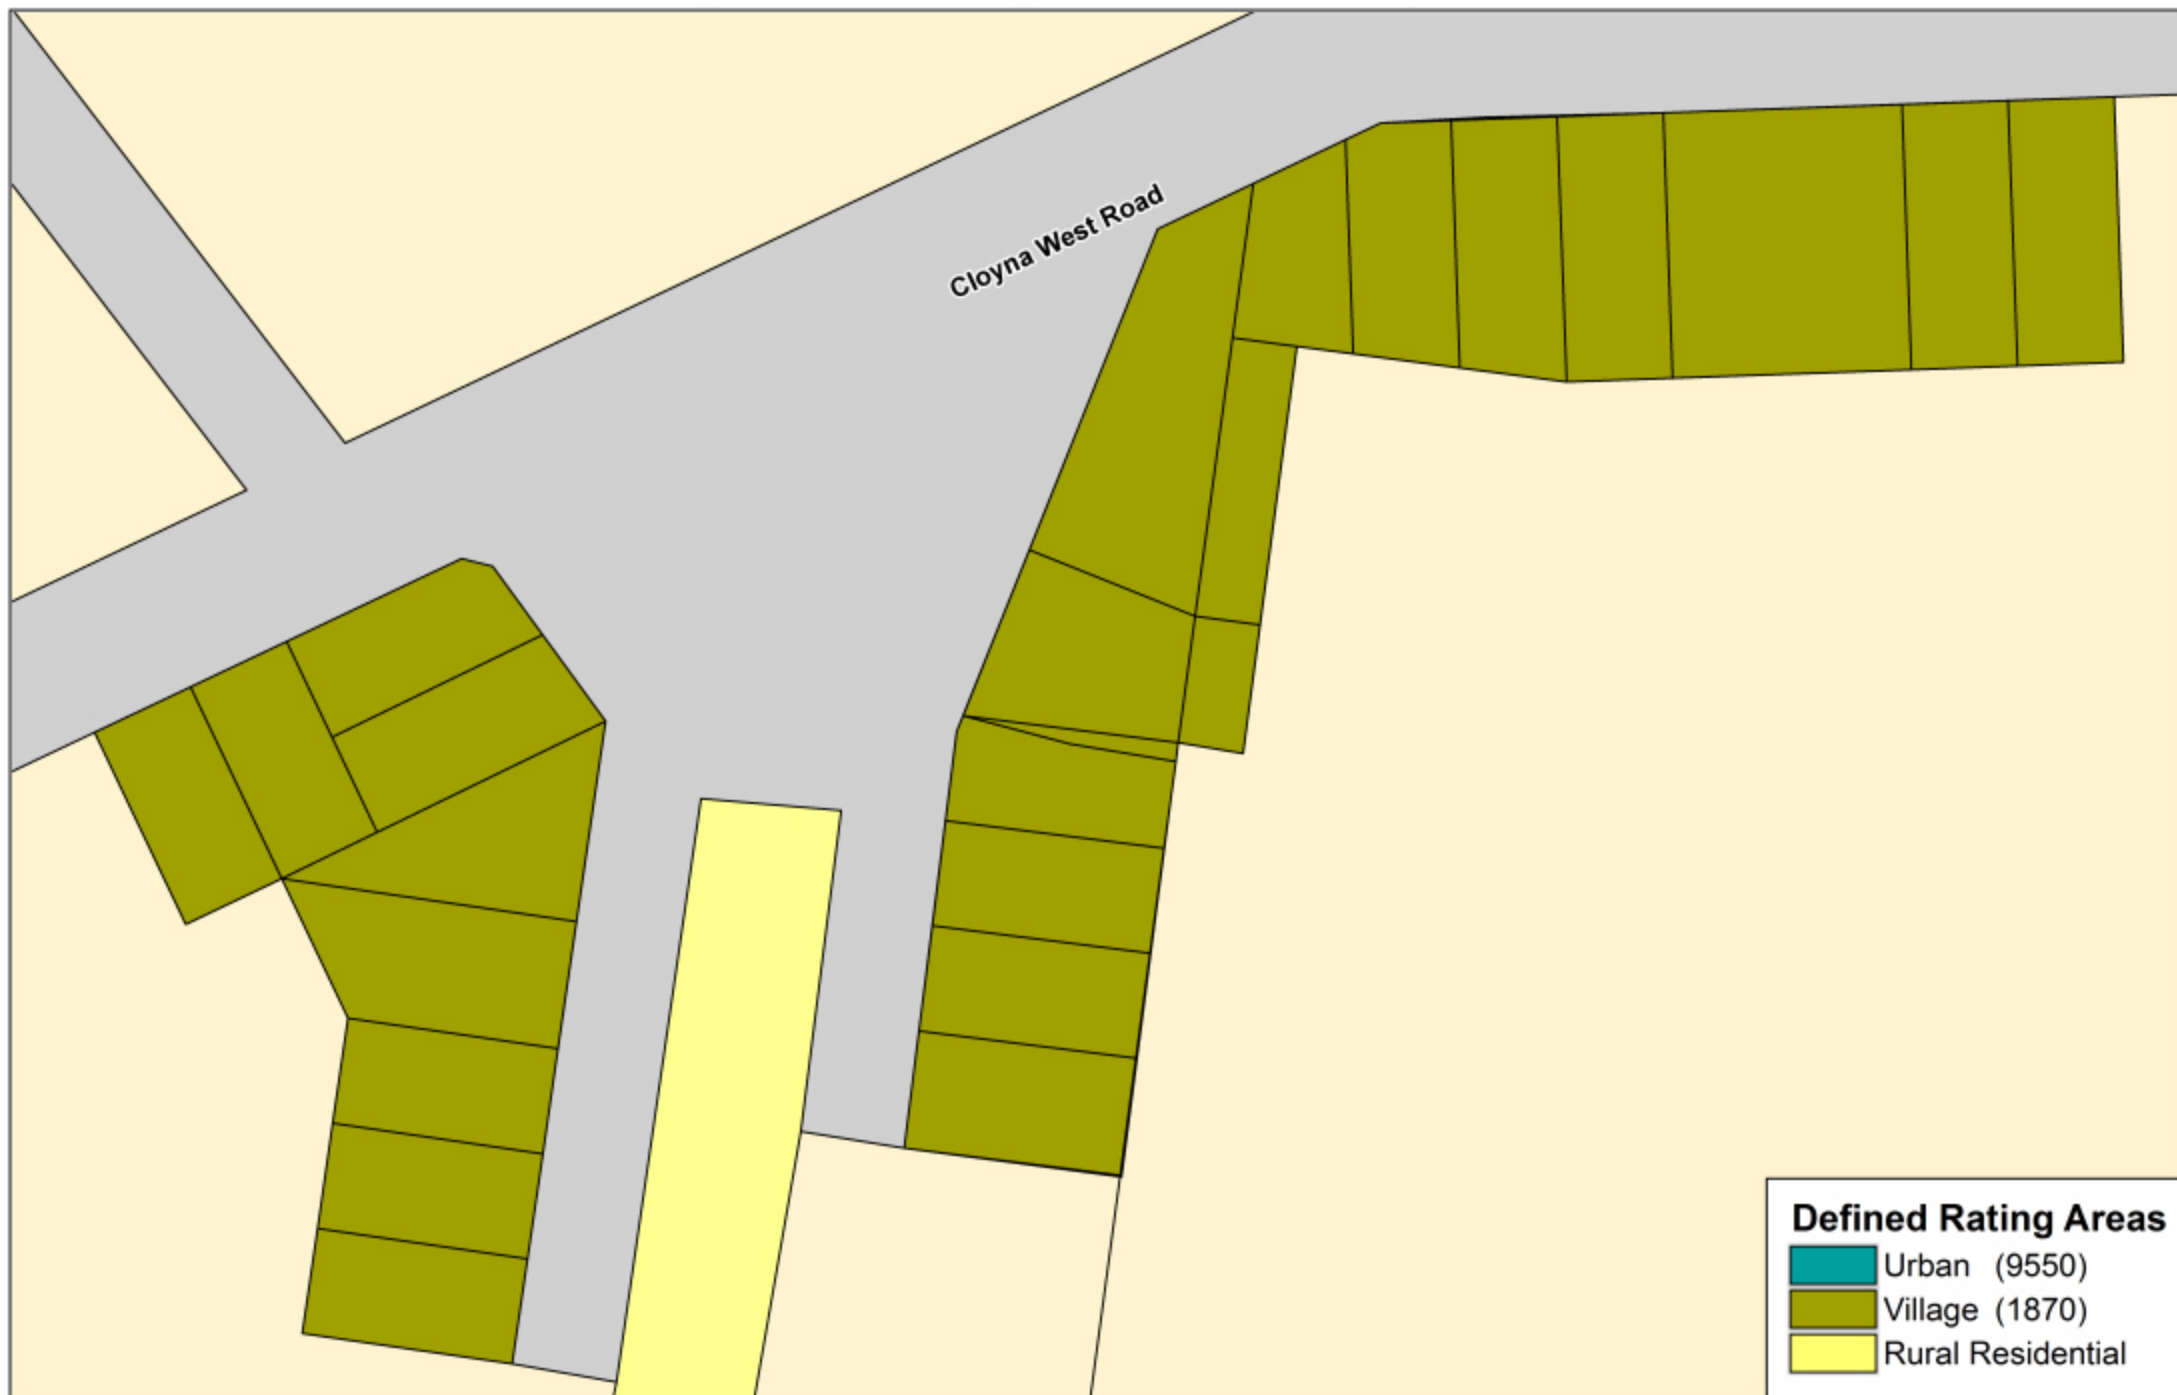 Cloyna West Road
Defined Rating Areas
Urban (9550)
Village (1870)
Rural Residential